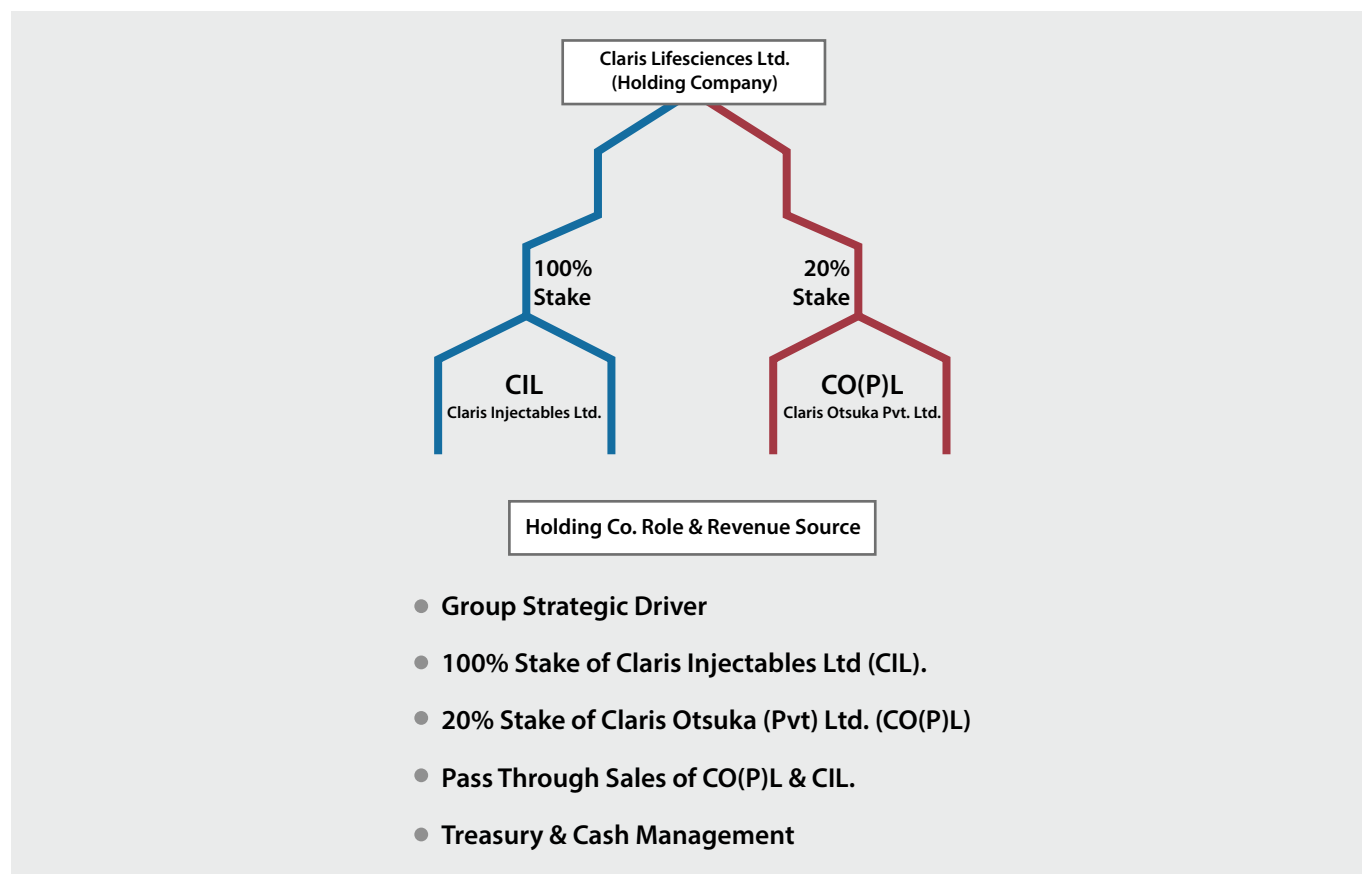 Claris Lifesciences Ltd.
(Holding Company)
100%
Stake
20%
Stake
CIL
Claris Injectables Ltd.
CO(P)L
Claris Otsuka Pvt. Ltd.
Holding Co. Role & Revenue Source
Group Strategic Driver
100% Stake of Claris Injectables Ltd (CIL).
20% Stake of Claris Otsuka (Pvt) Ltd. (CO(P)L)
Pass Through Sales of CO(P)L & CIL.
Treasury & Cash Management